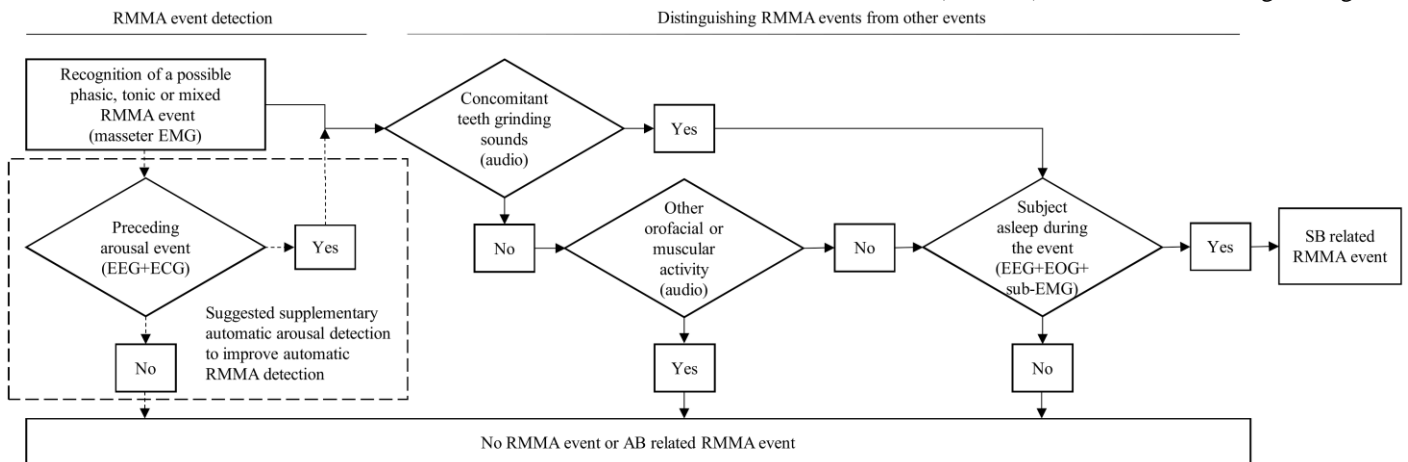 RMMA event detection
Distinguishing RMMA events from other events
Recognition of a possible
phasic, tonic or mixed
RMMA event
(masseter EMG)
Concomitant
teeth grinding
sounds
(audio)
Yes
Preceding
arousal event
(EEG+ECG)
Yes
No
Other
orofacial or
muscular
activity
(audio)
No
Subject
asleep during
the event
(EEG+EOG+
sub-EMG)
Yes
SB related
RMMA event
Suggested supplementary
automatic arousal detection
to improve automatic
RMMA detection
No
Yes
No
No RMMA event or AB related RMMA event